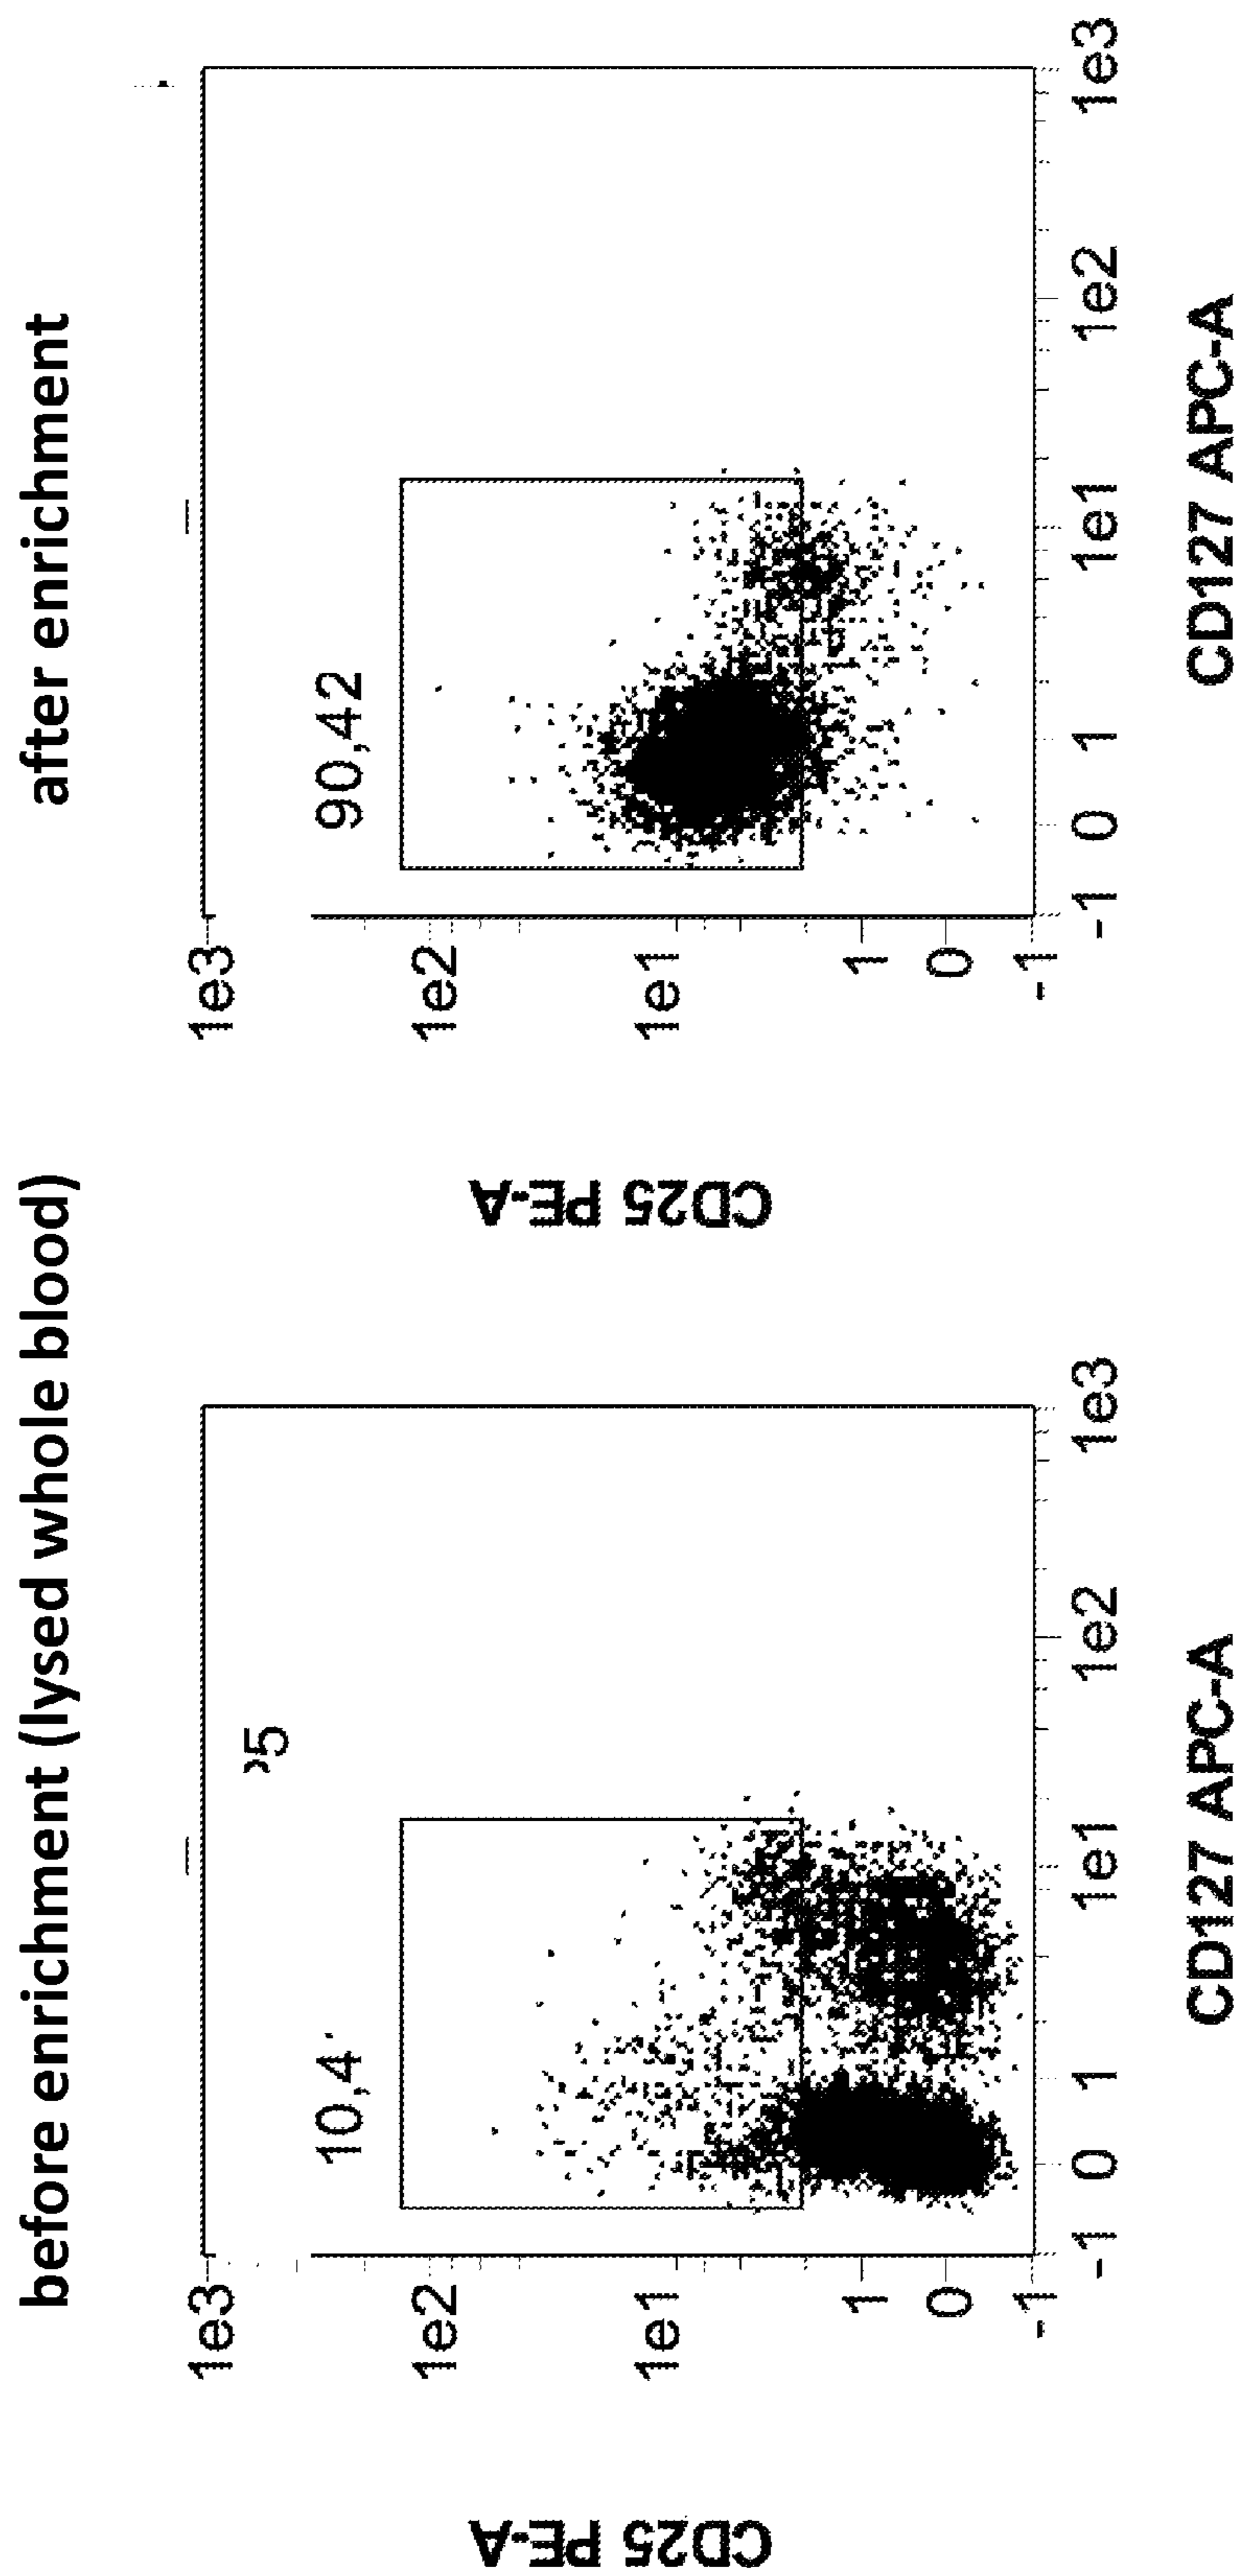 before enrichment (lysed whole blood)
1e3
1e2
1e1
1
0
-1
CD25 PE-A
10,4
-1
0
1
1e1
1e2
1e3
CD127 APC-A
after enrichment
1e3
1e2
1e1
1
0
-1
CD25 PE-A
90,42
-1
0
1
1e1
1e2
1e3
CD127 APC-A